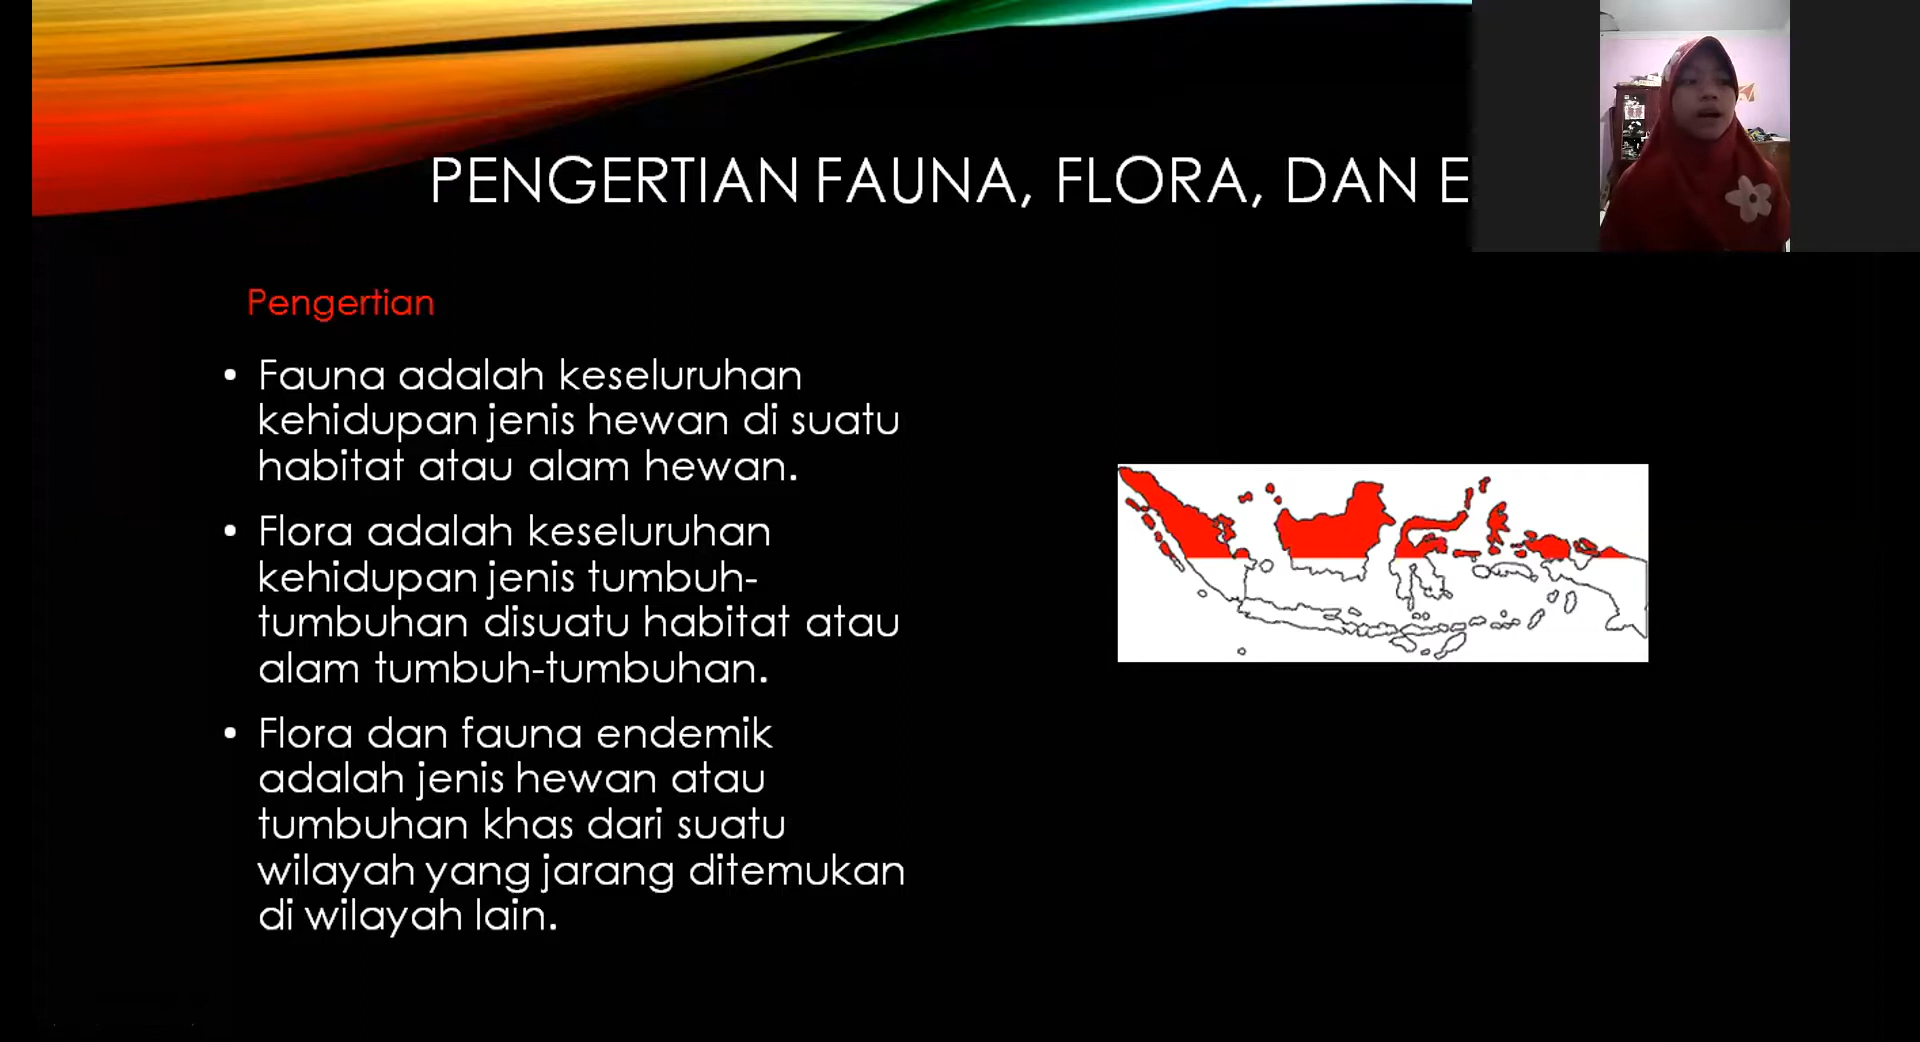 PENGERTIAN FAUNA, FLORA, DAN E
Pengertian
• Fauna adalah keseluruhan
kehidupan jenis hewan di suatu
habitat atau alam hewan.
• Flora adalah keseluruhan
kehidupan jenis tumbuh-
tumbuhan disuatu habitat atau
alam tumbuh-tumbuhan.
• Flora dan fauna endemik
adalah jenis hewan atau
tumbuhan khas dari suatu
wilayah yang jarang ditemukan
di wilayah lain.